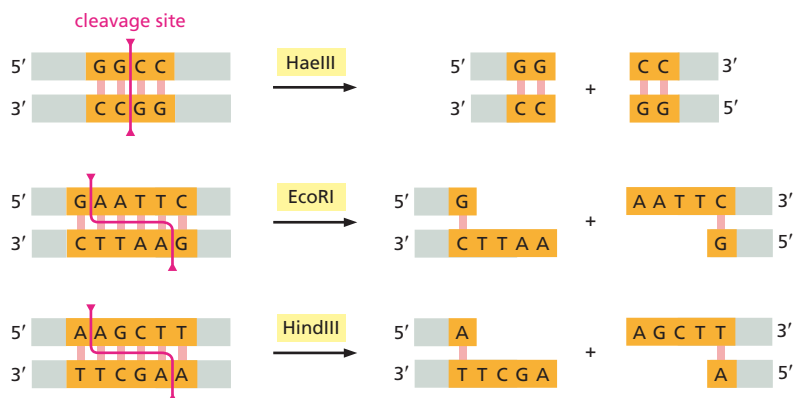 cleavage site
5′ G G C C HaeIII 5′ G G + C C 3′
3′ C C G G 3′ C C G G 5′
5′ G A A T T C EcoRI 5′ G + A A T T C 3′
3′ C T T A A G 3′ C T T A A G 5′
5′ A A G C T T HindIII 5′ A + A G C T T 3′
3′ T T C G A A 3′ T T C G A A 5′